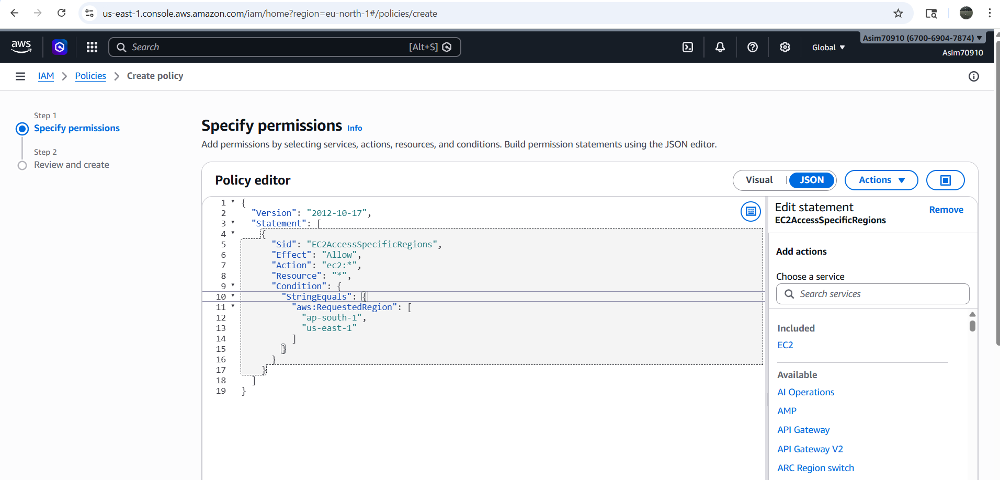 us-east-1.console.aws.amazon.com/iam/home?region=eu-north-1#/policies/create
aws
Search
[Alt+S]
Global
Asim70910 (6700-6904-7874)
Asim70910
IAM
Policies
Create policy
Step 1
Specify permissions
Step 2
Review and create
Specify permissions Info
Add permissions by selecting services, actions, resources, and conditions. Build permission statements using the JSON editor.
Policy editor
Visual
JSON
Actions
1 {
2 "Version": "2012-10-17",
3 "Statement": [
4 {
5 "Sid": "EC2AccessSpecificRegions",
6 "Effect": "Allow",
7 "Action": "ec2:*",
8 "Resource": "*",
9 "Condition": {
10 "StringEquals": {
11 "aws:RequestedRegion": [
12 "ap-south-1",
13 "us-east-1"
14 ]
15 }
16 }
17 }
18 ]
19 }
Edit statement
EC2AccessSpecificRegions
Remove
Add actions
Choose a service
Search services
Included
EC2
Available
AI Operations
AMP
API Gateway
API Gateway V2
ARC Region switch